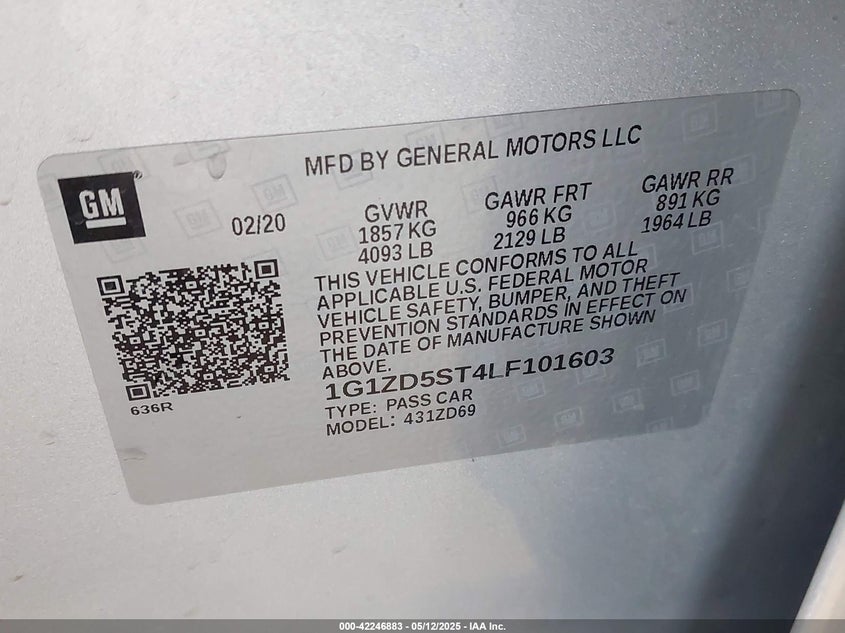 MFD BY GENERAL MOTORS LLC
GM®
02/20
GVWR
1857 KG
4093 LB
GAWR FRT
966 KG
2129 LB
GAWR RR
891 KG
1964 LB
THIS VEHICLE CONFORMS TO ALL
APPLICABLE U.S. FEDERAL MOTOR
VEHICLE SAFETY, BUMPER, AND THEFT
PREVENTION STANDARDS IN EFFECT ON
THE DATE OF MANUFACTURE SHOWN
ABOVE.
1G1ZD5ST4LF101603
TYPE: PASS CAR
MODEL: 431ZD69
636R
000-42246883 - 05/12/2025 - IAA Inc.